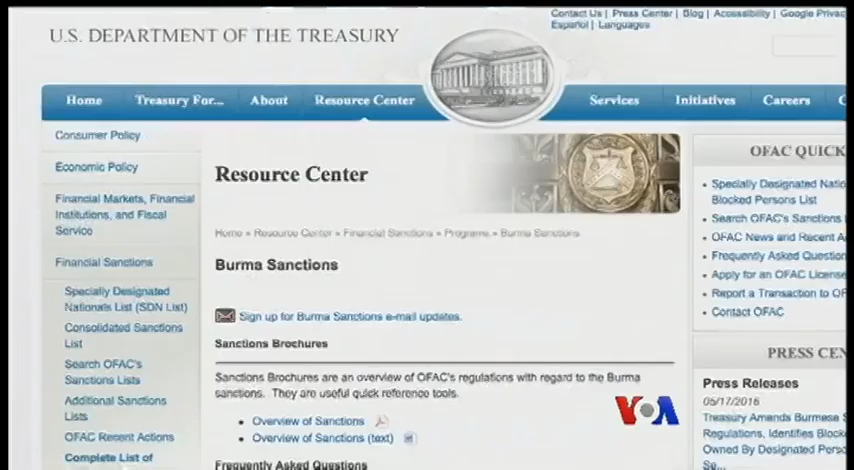 Contact Us | Press Center | Blog | Accessibility | Google Privac
Español | Languages
U.S. DEPARTMENT OF THE TREASURY
Home Treasury For... About Resource Center Services Initiatives Careers
Consumer Policy
Economic Policy
Financial Markets, Financial
Institutions, and Fiscal
Service
Financial Sanctions
Specially Designated
Nationals List (SDN List)
Consolidated Sanctions
List
Search OFAC's
Sanctions Lists
Additional Sanctions
Lists
OFAC Recent Actions
Complete List of
Resource Center
Home » Resource Center » Financial Sanctions » Programs » Burma Sanctions
Burma Sanctions
Sign up for Burma Sanctions e-mail updates.
Sanctions Brochures
Sanctions Brochures are an overview of OFAC's regulations with regard to the Burma
sanctions. They are useful quick reference tools.
• Overview of Sanctions
• Overview of Sanctions (text)
Frequently Asked Questions
OFAC QUICK
• Specially Designated Natio
Blocked Persons List
• Search OFAC's Sanctions
• OFAC News and Recent A
• Frequently Asked Question
• Apply for an OFAC License
• Report a Transaction to OF
• Contact OFAC
PRESS CEN
Press Releases
05/17/2016
Treasury Amends Burmese S
Regulations, Identifies Block
Owned By Designated Perso
Se...
VOA